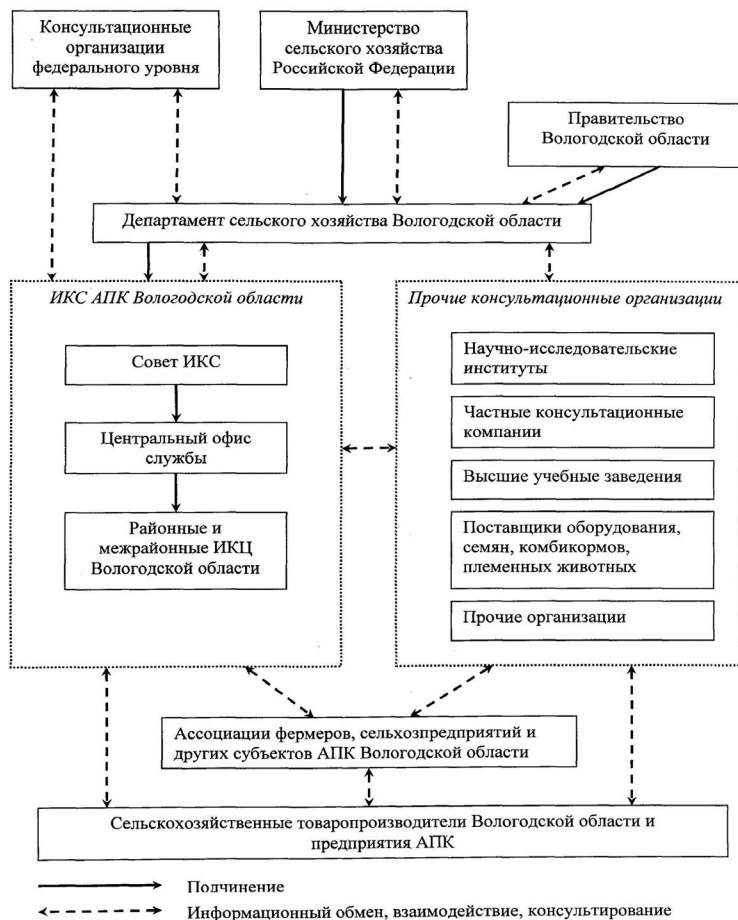 Консультационные
организации
федерального уровня
Министерство
сельского хозяйства
Российской Федерации
Правительство
Вологодской области
Департамент сельского хозяйства Вологодской области
ИКС АПК Вологодской области
Совет ИКС
Центральный офис
службы
Районные и
межрайонные ИКЦ
Вологодской области
Прочие консультационные организации
Научно-исследовательские
институты
Частные консультационные
компании
Высшие учебные заведения
Поставщики оборудования,
семян, комбикормов,
племенных животных
Прочие организации
Ассоциации фермеров, сельхозпредприятий и
других субъектов АПК Вологодской области
Сельскохозяйственные товаропроизводители Вологодской области и
предприятия АПК
Подчинение
Информационный обмен, взаимодействие, консультирование